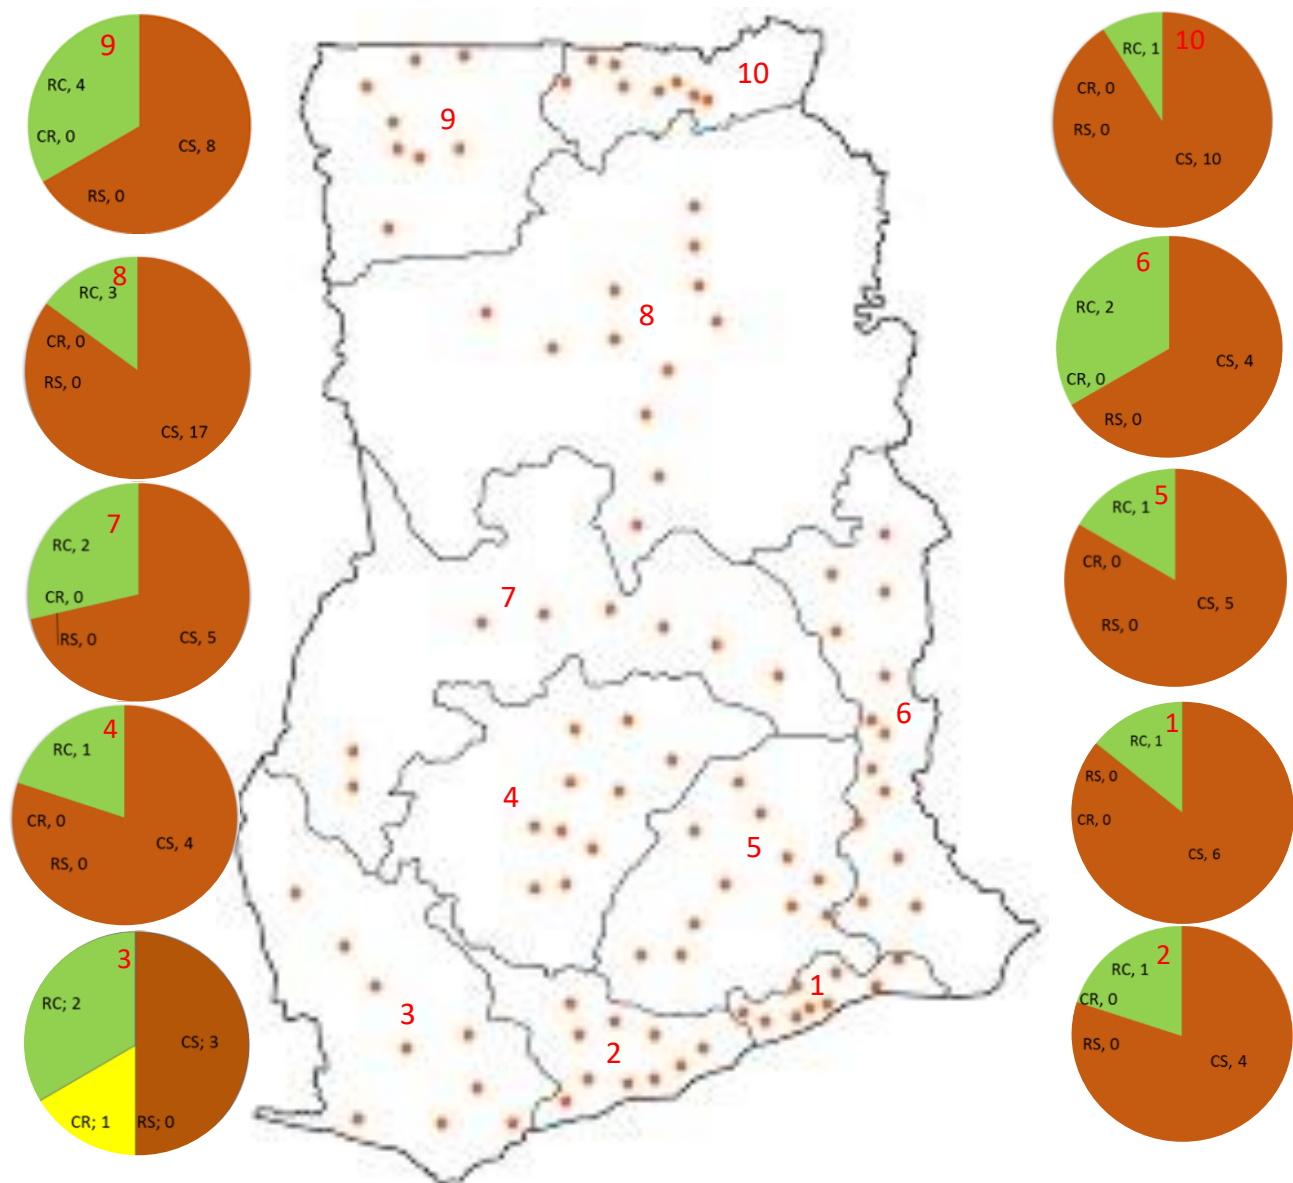 9
RC, 4
CR, 0
CS, 8
RS, 0
8
RC, 3
CR, 0
RS, 0
CS, 17
7
RC, 2
CR, 0
RS, 0
CS, 5
4
RC, 1
CR, 0
CS, 4
RS, 0
3
RC; 2
CS; 3
CR; 1
RS; 0
10
9
8
7
6
4
5
1
3
2
10
RC, 1
CR, 0
RS, 0
CS, 10
6
RC, 2
CS, 4
CR, 0
RS, 0
5
RC, 1
CR, 0
CS, 5
RS, 0
1
RC, 1
RS, 0
CR, 0
CS, 6
2
RC, 1
CR, 0
RS, 0
CS, 4